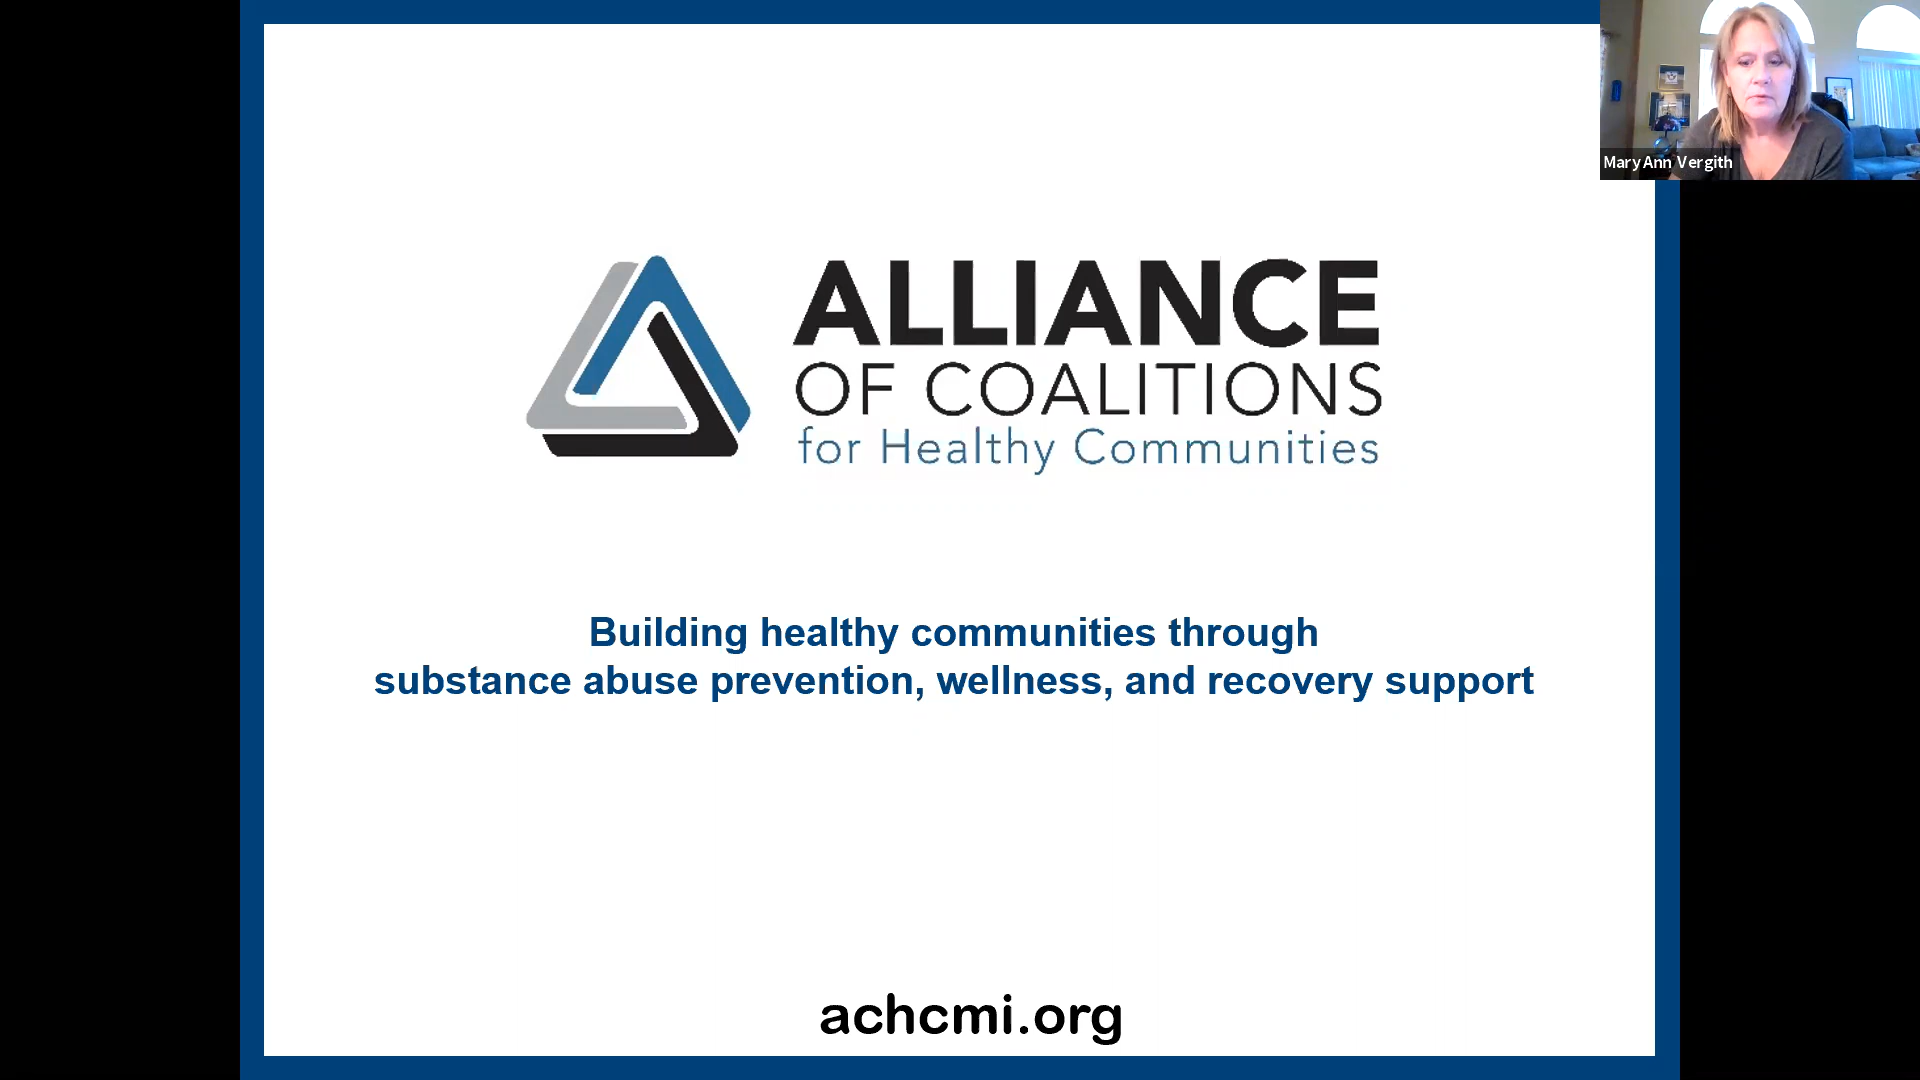 Mary Ann Vergith
ALLIANCE
OF COALITIONS
for Healthy Communities
Building healthy communities through
substance abuse prevention, wellness, and recovery support
achcmi.org